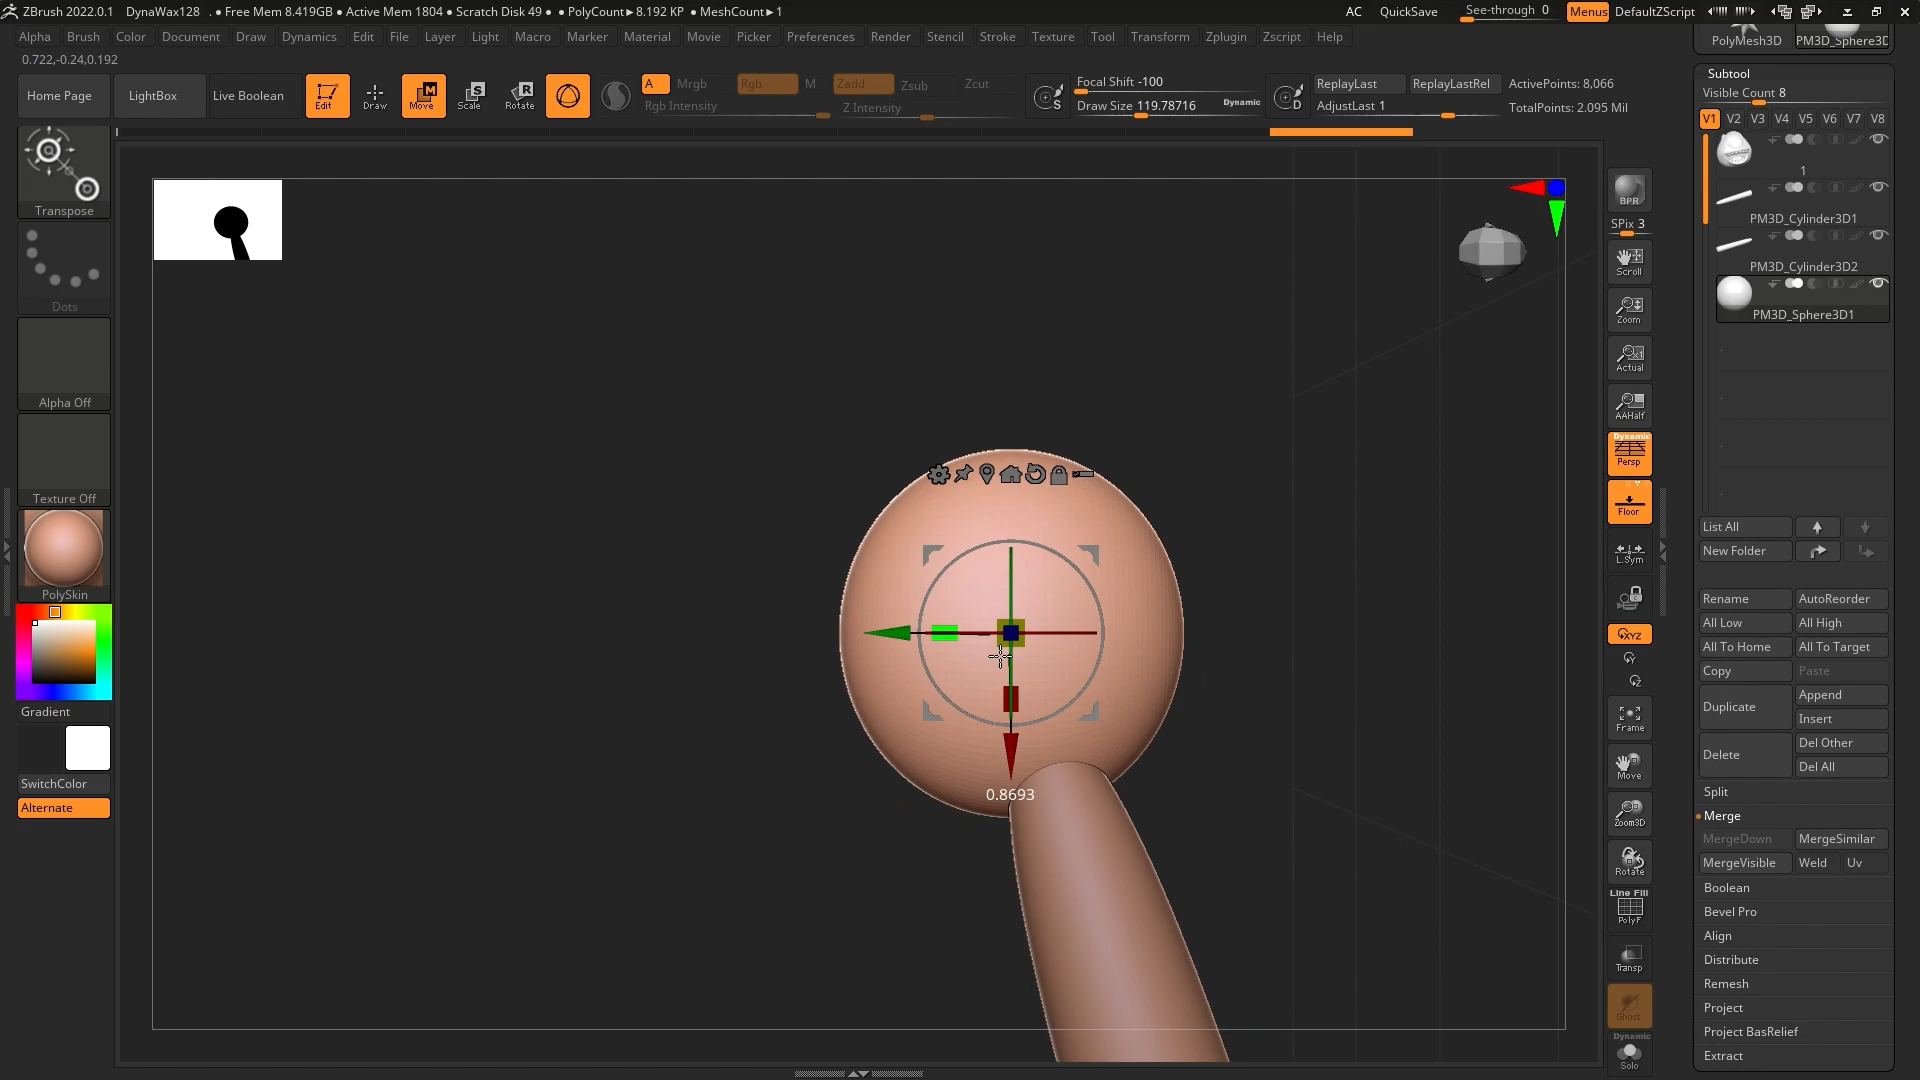 ZBrush 2022.0.1 DynaWax128 . ● Free Mem 8.419GB ● Active Mem 1804 ● Scratch Disk 49 ● ● PolyCount►8.192 KP ● MeshCount►1 AC QuickSave See-through 0 Menus DefaultZScript
Alpha Brush Color Document Draw Dynamics Edit File Layer Light Macro Marker Material Movie Picker Preferences Render Stencil Stroke Texture Tool Transform Zplugin Zscript Help
PolyMesh3D PM3D_Sphere3D
0.722,-0.24,0.192
Home Page LightBox Live Boolean Edit Draw Move Scale Rotate
A Mrgb Rgb M Zadd Zsub Zcut
Rgb Intensity Z Intensity
S Focal Shift -100
Draw Size 119.78716 Dynamic
D ReplayLast ReplayLastRel
AdjustLast 1
ActivePoints: 8,066
TotalPoints: 2.095 Mil
Transpose
Dots
Alpha Off
Texture Off
PolySkin
Gradient
SwitchColor
Alternate
0.8693
BPR
SPix 3
Scroll
Zoom
Actual
AAHalf
Dynamic
Persp
Floor
L.Sym
XYZ
Y
Z
Frame
Move
Zoom3D
Rotate
Line Fill
PolyF
Transp
Ghost
Dynamic
Solo
Subtool
Visible Count 8
V1 V2 V3 V4 V5 V6 V7 V8
1
PM3D_Cylinder3D1
PM3D_Cylinder3D2
PM3D_Sphere3D1
List All
New Folder
Rename AutoReorder
All Low All High
All To Home All To Target
Copy Paste
Duplicate Append
Insert
Delete Del Other
Del All
Split
Merge
MergeDown MergeSimilar
MergeVisible Weld Uv
Boolean
Bevel Pro
Align
Distribute
Remesh
Project
Project BasRelief
Extract